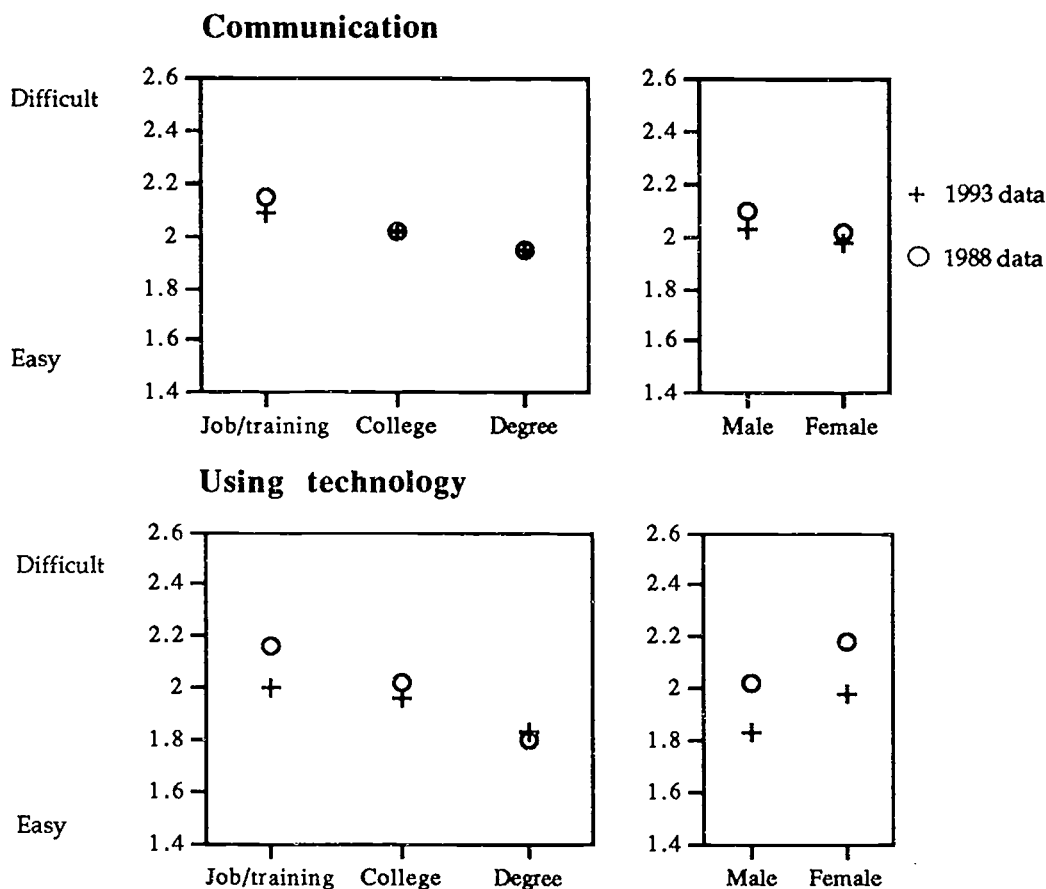 Communication
Difficult
Easy
2.6
2.4
2.2
2
1.8
1.6
1.4
Job/training College Degree
2.6
2.4
2.2
2
1.8
1.6
1.4
Male Female
+ 1993 data
○ 1988 data
Using technology
Difficult
Easy
2.6
2.4
2.2
2
1.8
1.6
1.4
Job/training College Degree
2.6
2.4
2.2
2
1.8
1.6
1.4
Male Female